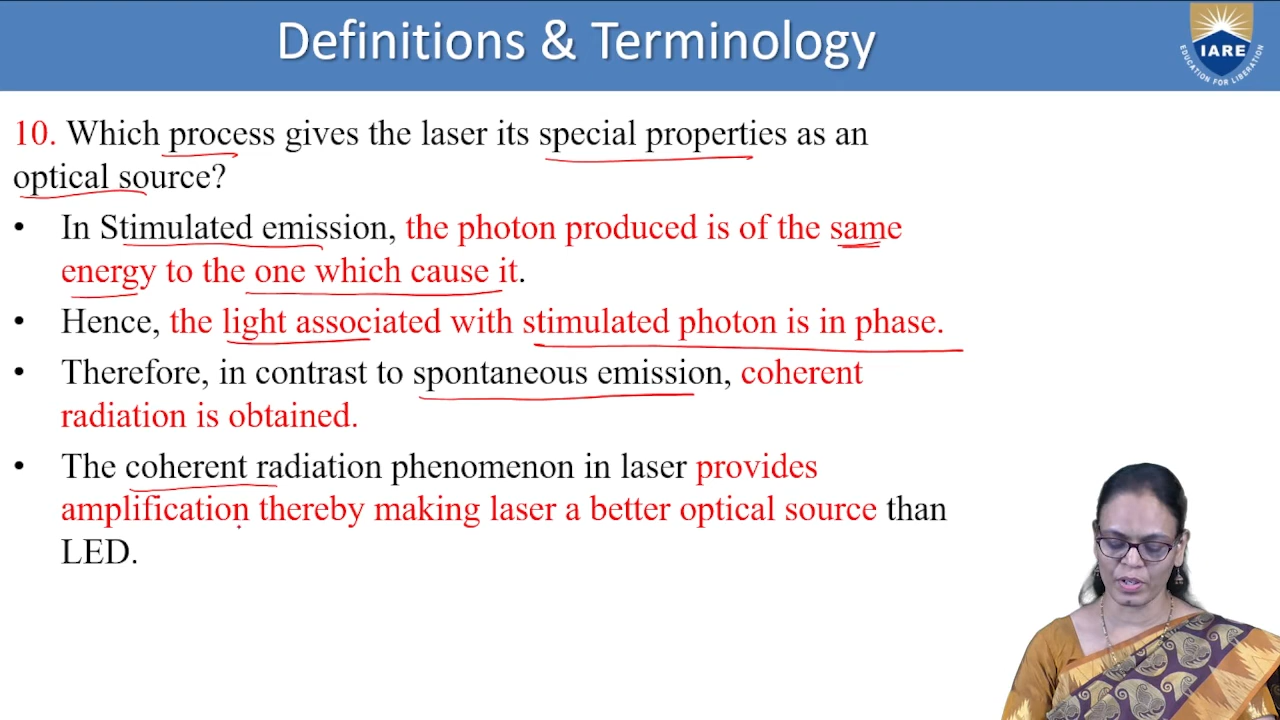 Definitions & Terminology
IARE
EDUCATION FOR LIBERATION
10. Which process gives the laser its special properties as an
optical source?
• In Stimulated emission, the photon produced is of the same
energy to the one which cause it.
• Hence, the light associated with stimulated photon is in phase.
• Therefore, in contrast to spontaneous emission, coherent
radiation is obtained.
• The coherent radiation phenomenon in laser provides
amplification thereby making laser a better optical source than
LED.